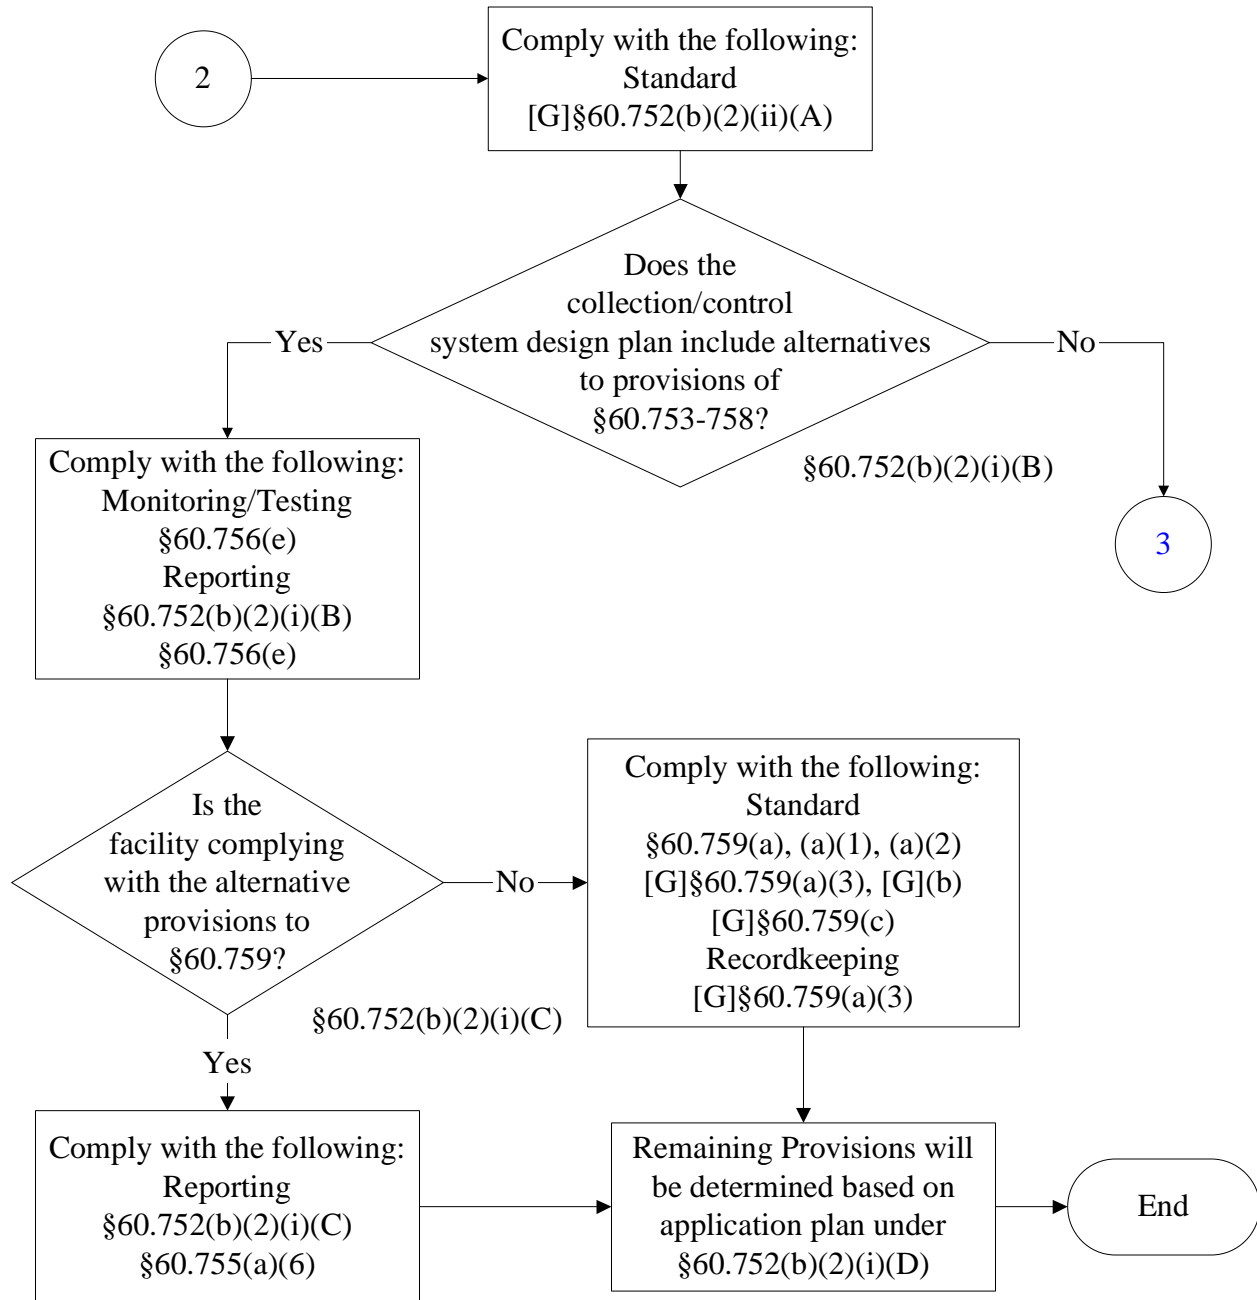 2
Comply with the following:
Standard
[G]§60.752(b)(2)(ii)(A)
Does the
collection/control
system design plan include alternatives
to provisions of
§60.753-758?
Yes
No
§60.752(b)(2)(i)(B)
3
Comply with the following:
Monitoring/Testing
§60.756(e)
Reporting
§60.752(b)(2)(i)(B)
§60.756(e)
Is the
facility complying
with the alternative
provisions to
§60.759?
No
§60.752(b)(2)(i)(C)
Yes
Comply with the following:
Standard
§60.759(a), (a)(1), (a)(2)
[G]§60.759(a)(3), [G](b)
[G]§60.759(c)
Recordkeeping
[G]§60.759(a)(3)
Comply with the following:
Reporting
§60.752(b)(2)(i)(C)
§60.755(a)(6)
Remaining Provisions will
be determined based on
application plan under
§60.752(b)(2)(i)(D)
End